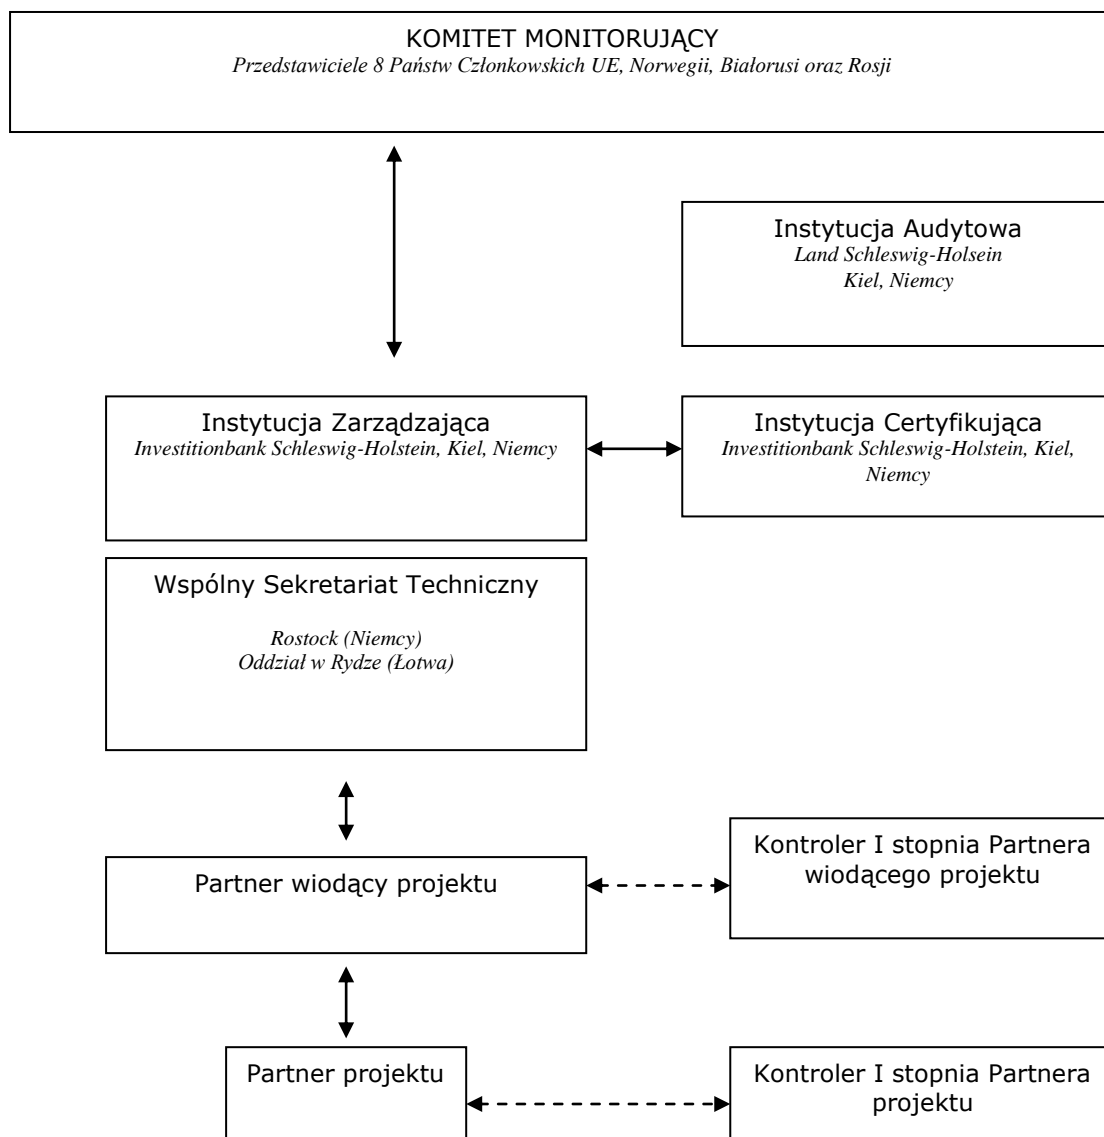 KOMITET MONITORUJĄCY
Przedstawiciele 8 Państw Członkowskich UE, Norwegii, Białorusi oraz Rosji
Instytucja Audytowa
Land Schleswig-Holsein
Kiel, Niemcy
Instytucja Zarządzająca
Investitionbank Schleswig-Holstein, Kiel, Niemcy
Instytucja Certyfikująca
Investitionbank Schleswig-Holstein, Kiel,
Niemcy
Wspólny Sekretariat Techniczny
Rostock (Niemcy)
Oddział w Rydze (Łotwa)
Partner wiodący projektu
Kontroler I stopnia Partnera
wiodącego projektu
Partner projektu
Kontroler I stopnia Partnera
projektu